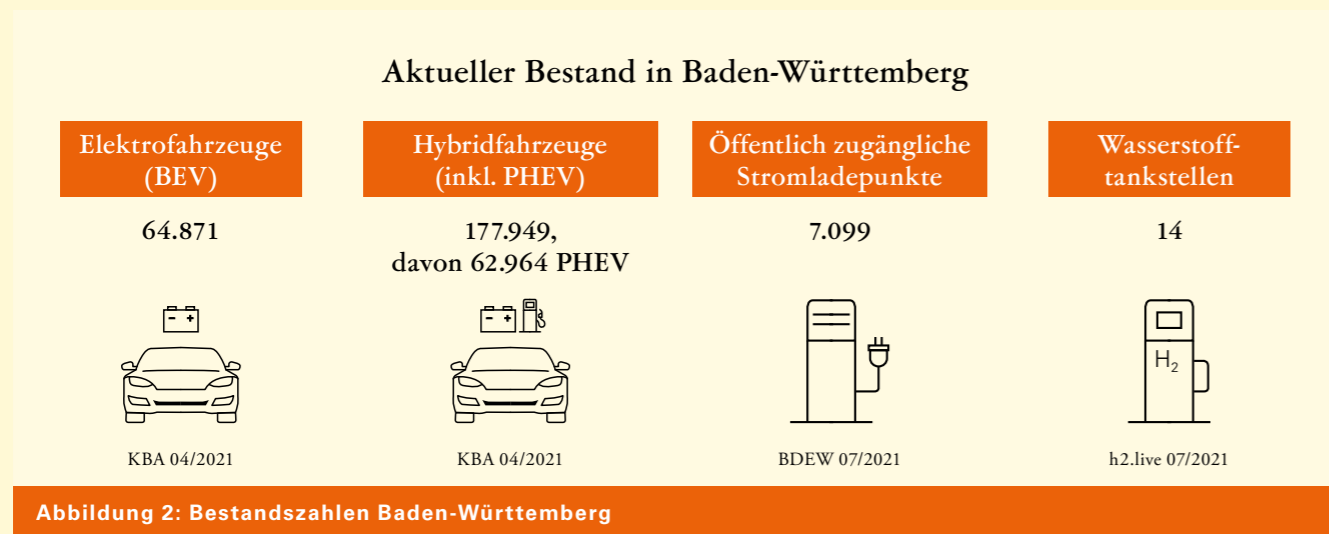 Aktueller Bestand in Baden-Württemberg
Elektrofahrzeuge
(BEV)
64.871
- +
KBA 04/2021
Hybridfahrzeuge
(inkl. PHEV)
177.949,
davon 62.964 PHEV
- +
KBA 04/2021
Öffentlich zugängliche
Stromladepunkte
7.099
BDEW 07/2021
Wasserstoff-
tankstellen
14
H₂
h2.live 07/2021
Abbildung 2: Bestandszahlen Baden-Württemberg